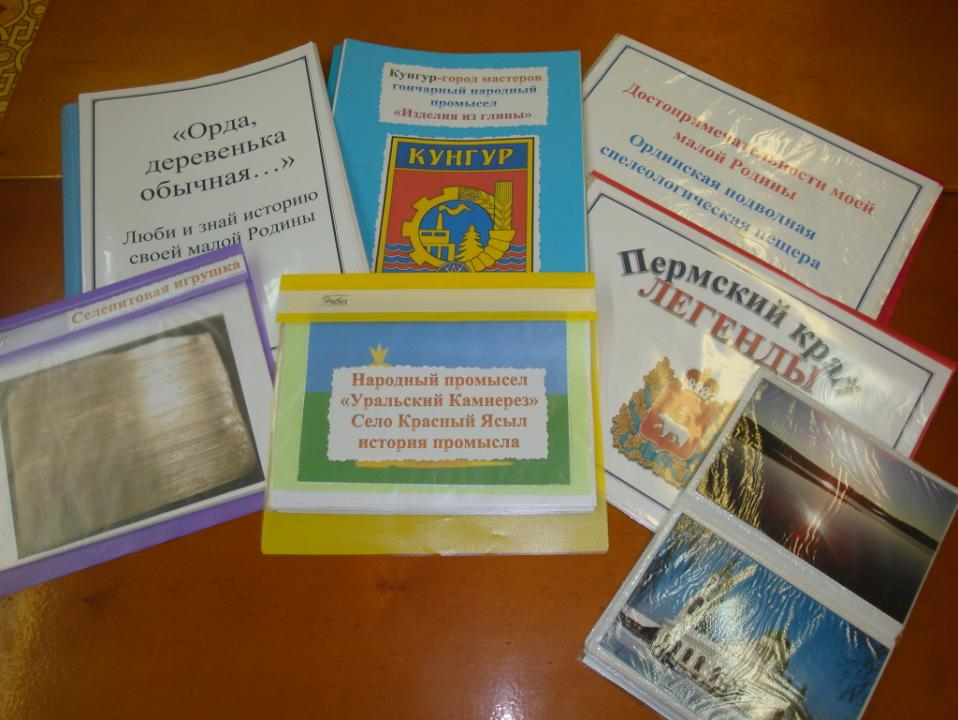 «Орда,
деревенька
обычная...»
Люби и знай историю
своей малой Родины
Кунгур-город мастеров
гончарный народный
промысел
«Изделия из глины»
КУНГУР
Достопримечательности моей
малой Родины
Ординская подводная
спелеологическая пещера
Пермский край
ЛЕГЕНДЫ
Селенитовая игрушка
Народный промысел
«Уральский Камнерез»
Село Красный Ясыл
история промысла